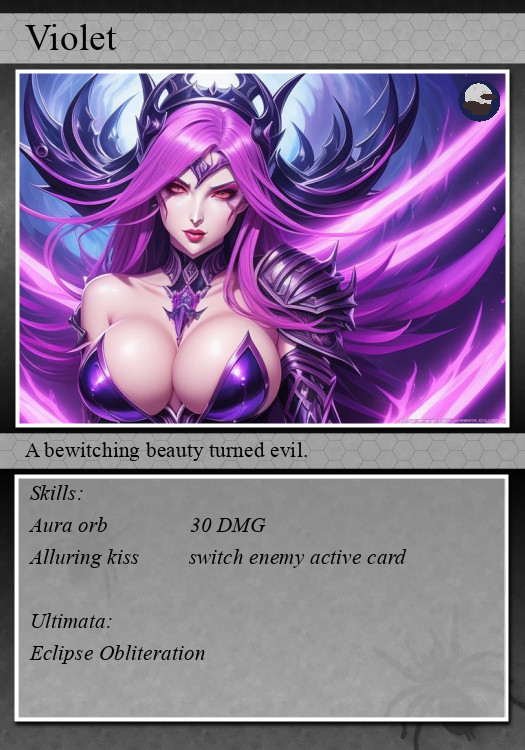 Violet
A bewitching beauty turned evil.
Skills:
Aura orb 30 DMG
Alluring kiss switch enemy active card
Ultimata:
Eclipse Obliteration